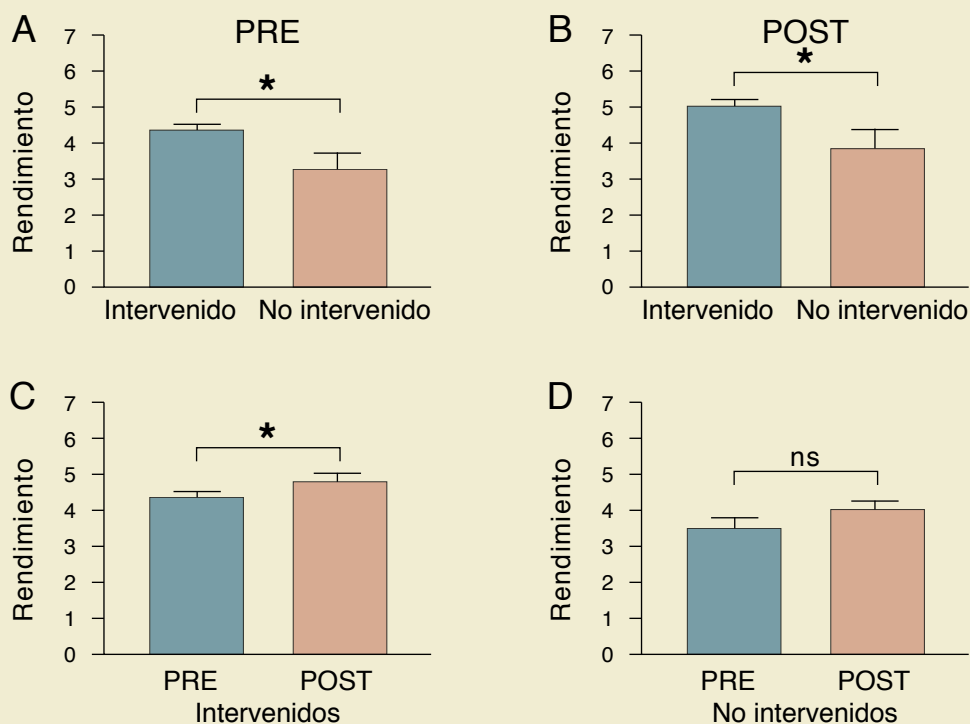 A
PRE
7
6
5
4
3
2
1
0
Rendimiento
*
Intervenido
No intervenido
B
POST
7
6
5
4
3
2
1
0
Rendimiento
*
Intervenido
No intervenido
C
7
6
5
4
3
2
1
0
Rendimiento
*
PRE
POST
Intervenidos
D
7
6
5
4
3
2
1
0
Rendimiento
ns
PRE
POST
No intervenidos